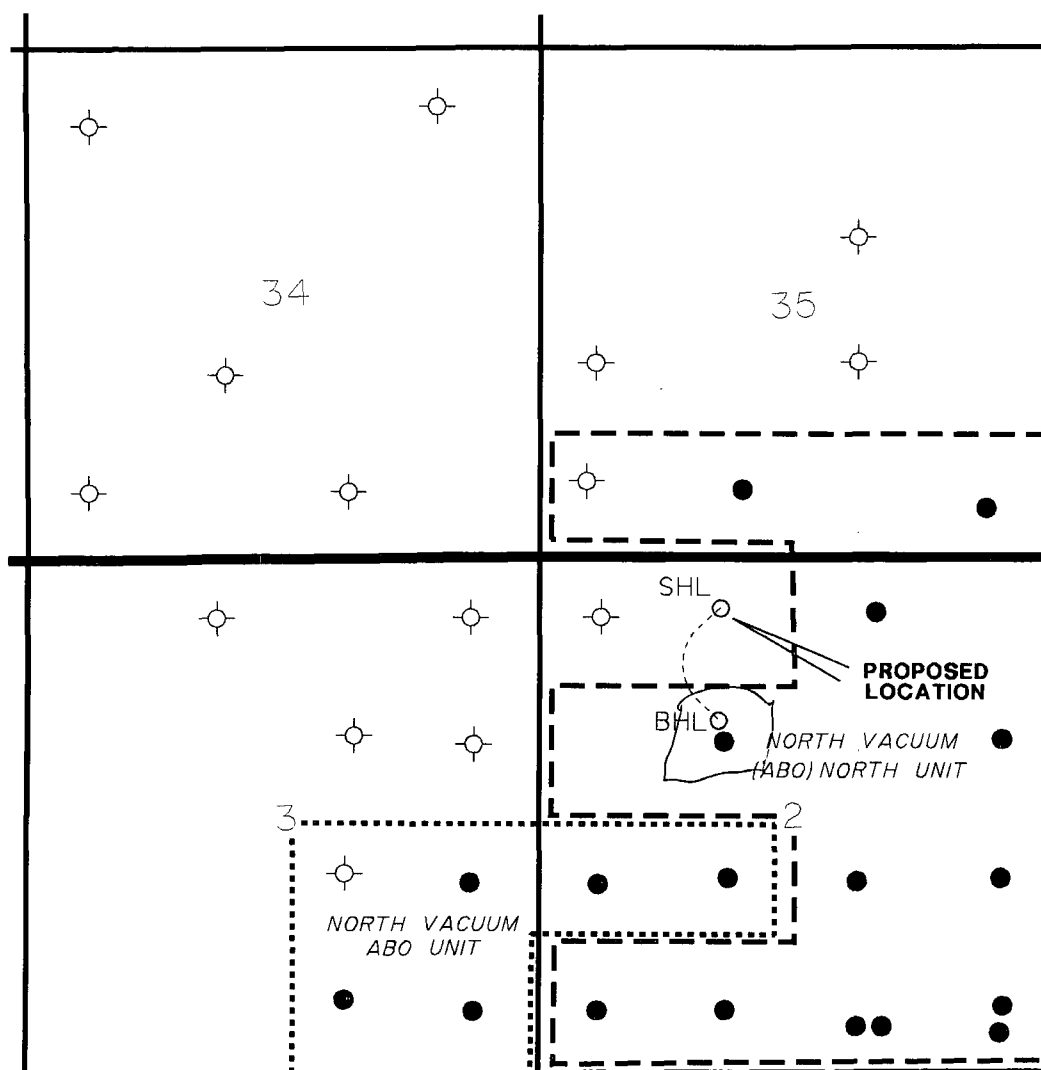 34
35
SHL
PROPOSED
LOCATION
BHL
NORTH VACUUM
(ABO) NORTH UNIT
3
2
NORTH VACUUM
ABO UNIT